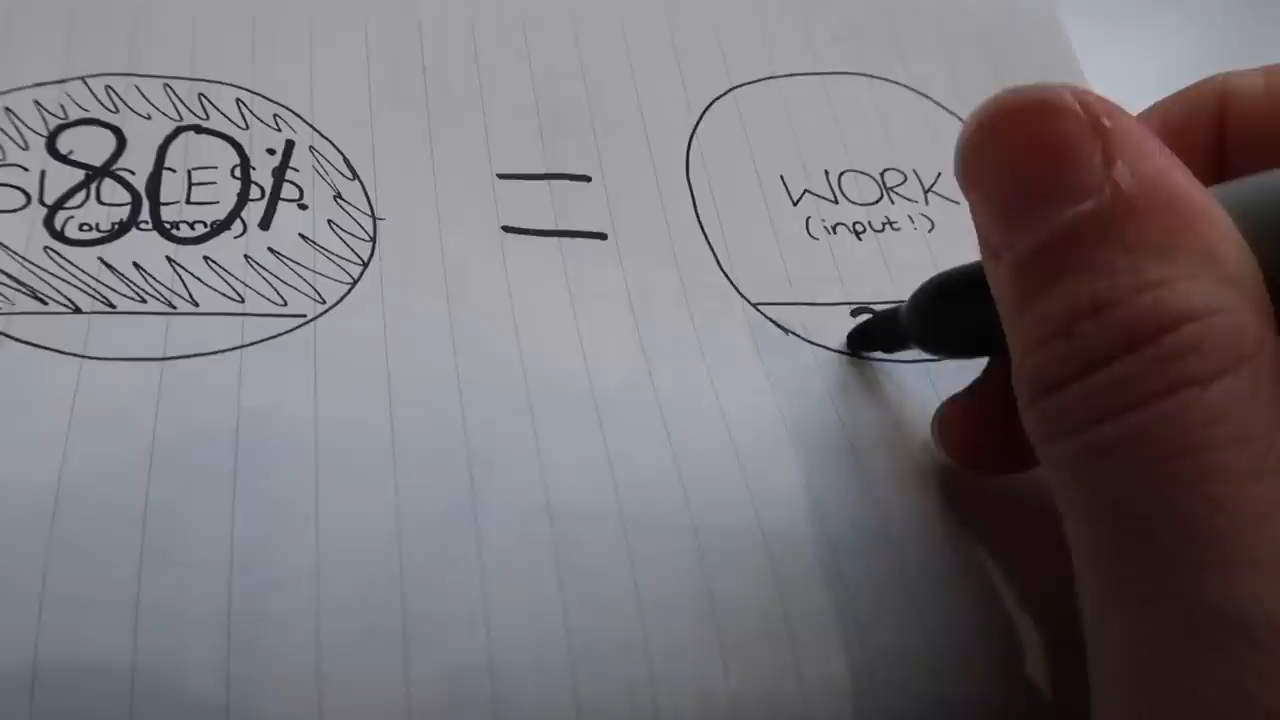 80%
SUCCESS
(outcome)
=
WORK
(input!)